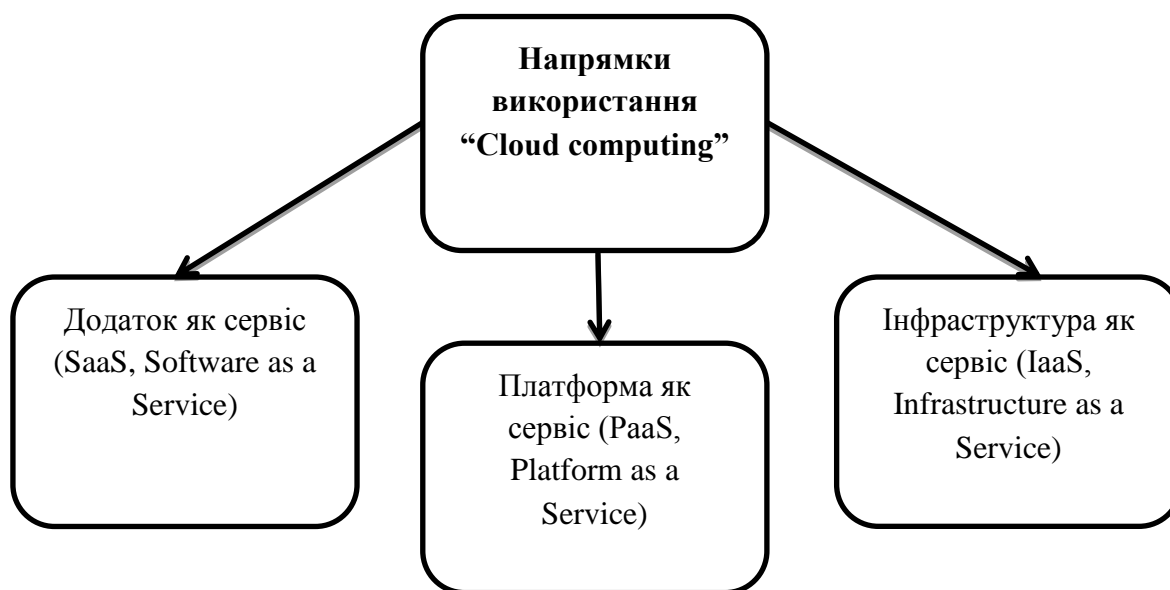 Напрямки
використання
“Cloud computing”
Додаток як сервіс
(SaaS, Software as a
Service)
Платформа як
сервіс (PaaS,
Platform as a
Service)
Інфраструктура як
сервіс (IaaS,
Infrastructure as a
Service)